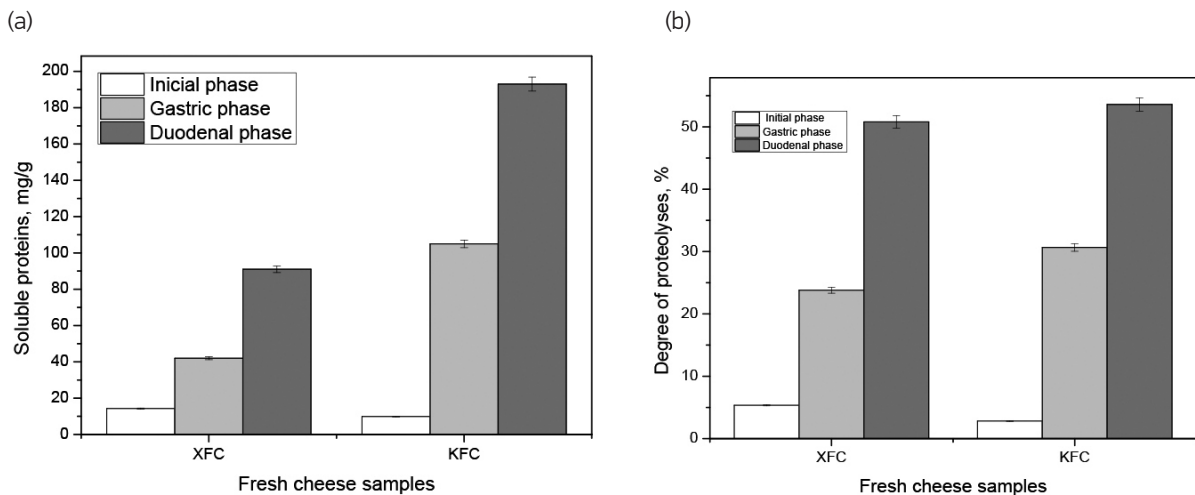 (a)
Soluble proteins, mg/g
200
180
160
140
120
100
80
60
40
20
0
Inicial phase
Gastric phase
Duodenal phase
XFC KFC
Fresh cheese samples
(b)
Degree of proteolyses, %
50
40
30
20
10
0
Initial phase
Gastric phase
Duodenal phase
XFC KFC
Fresh cheese samples